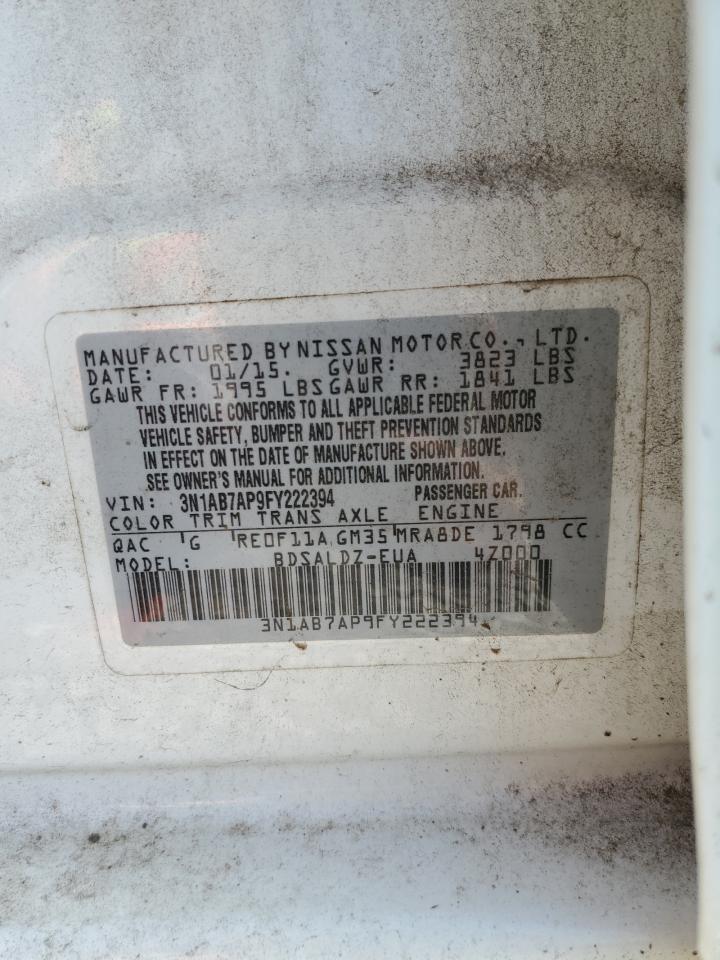 MANUFACTURED BY NISSAN MOTOR CO., LTD.
DATE: 01/15. GVWR: 3823 LBS
GAWR FR: 1995 LBS GAWR RR: 1841 LBS
THIS VEHICLE CONFORMS TO ALL APPLICABLE FEDERAL MOTOR
VEHICLE SAFETY, BUMPER AND THEFT PREVENTION STANDARDS
IN EFFECT ON THE DATE OF MANUFACTURE SHOWN ABOVE.
SEE OWNER'S MANUAL FOR ADDITIONAL INFORMATION.
VIN: 3N1AB7AP9FY222394 PASSENGER CAR.
COLOR TRIM TRANS AXLE ENGINE
QAC G RE0F11A GM35 MRA8DE 1798 CC
MODEL: BDSALDZ-EUA 4Z000
3N1AB7AP9FY222394